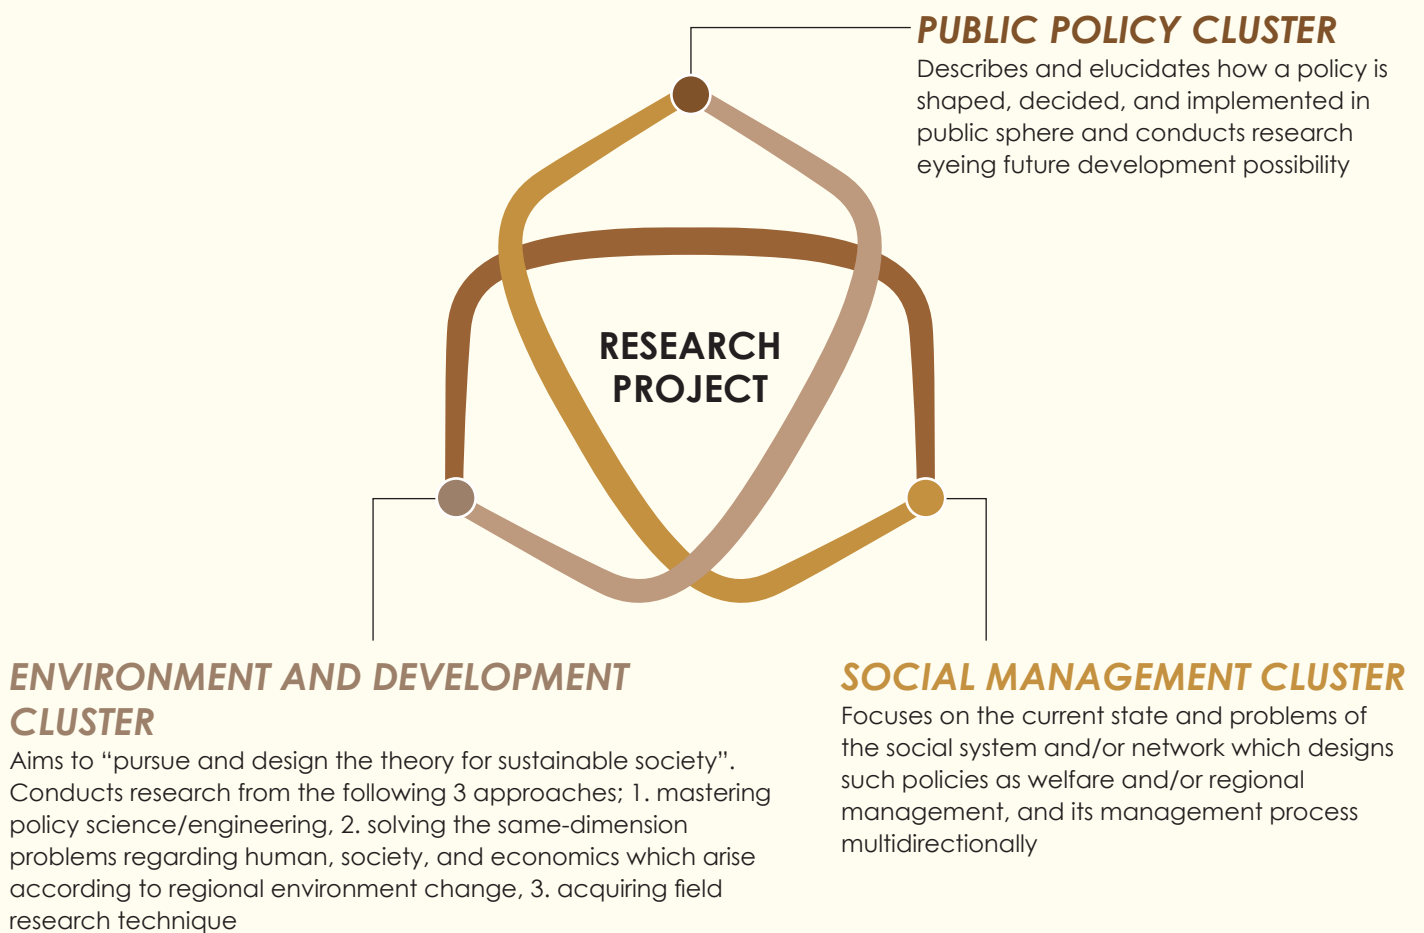 PUBLIC POLICY CLUSTER
Describes and elucidates how a policy is
shaped, decided, and implemented in
public sphere and conducts research
eyeing future development possibility
RESEARCH
PROJECT
ENVIRONMENT AND DEVELOPMENT
CLUSTER
Aims to “pursue and design the theory for sustainable society”.
Conducts research from the following 3 approaches; 1. mastering
policy science/engineering, 2. solving the same-dimension
problems regarding human, society, and economics which arise
according to regional environment change, 3. acquiring field
research technique
SOCIAL MANAGEMENT CLUSTER
Focuses on the current state and problems of
the social system and/or network which designs
such policies as welfare and/or regional
management, and its management process
multidirectionally